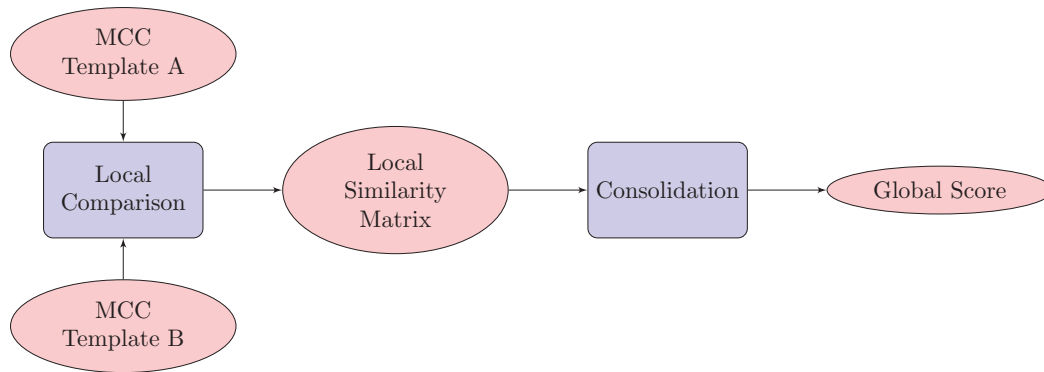 MCC
Template A
Local
Comparison
Local
Similarity
Matrix
Consolidation
Global Score
MCC
Template B